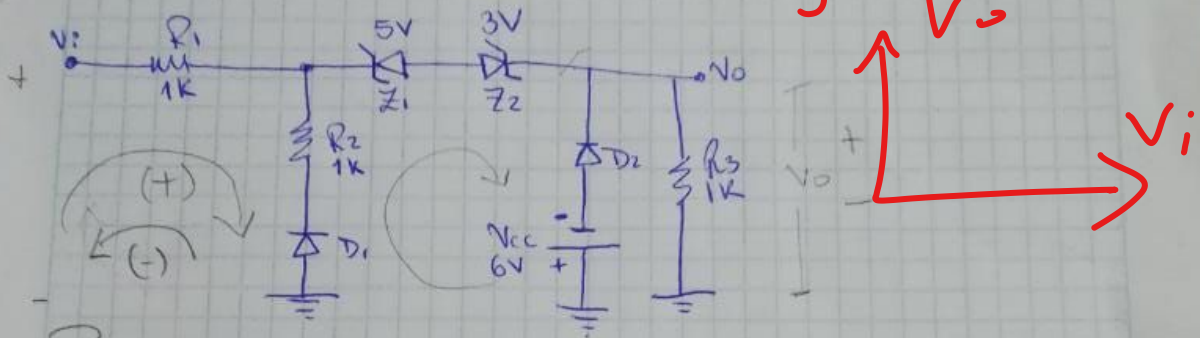 Vo
Vi R1 5V 3V Vo
1K Z1 Z2
+ Vi
R2
1K D2 R3
1K
+
(+) Vo
-
D1 Vcc
6V +
(-)
-
-